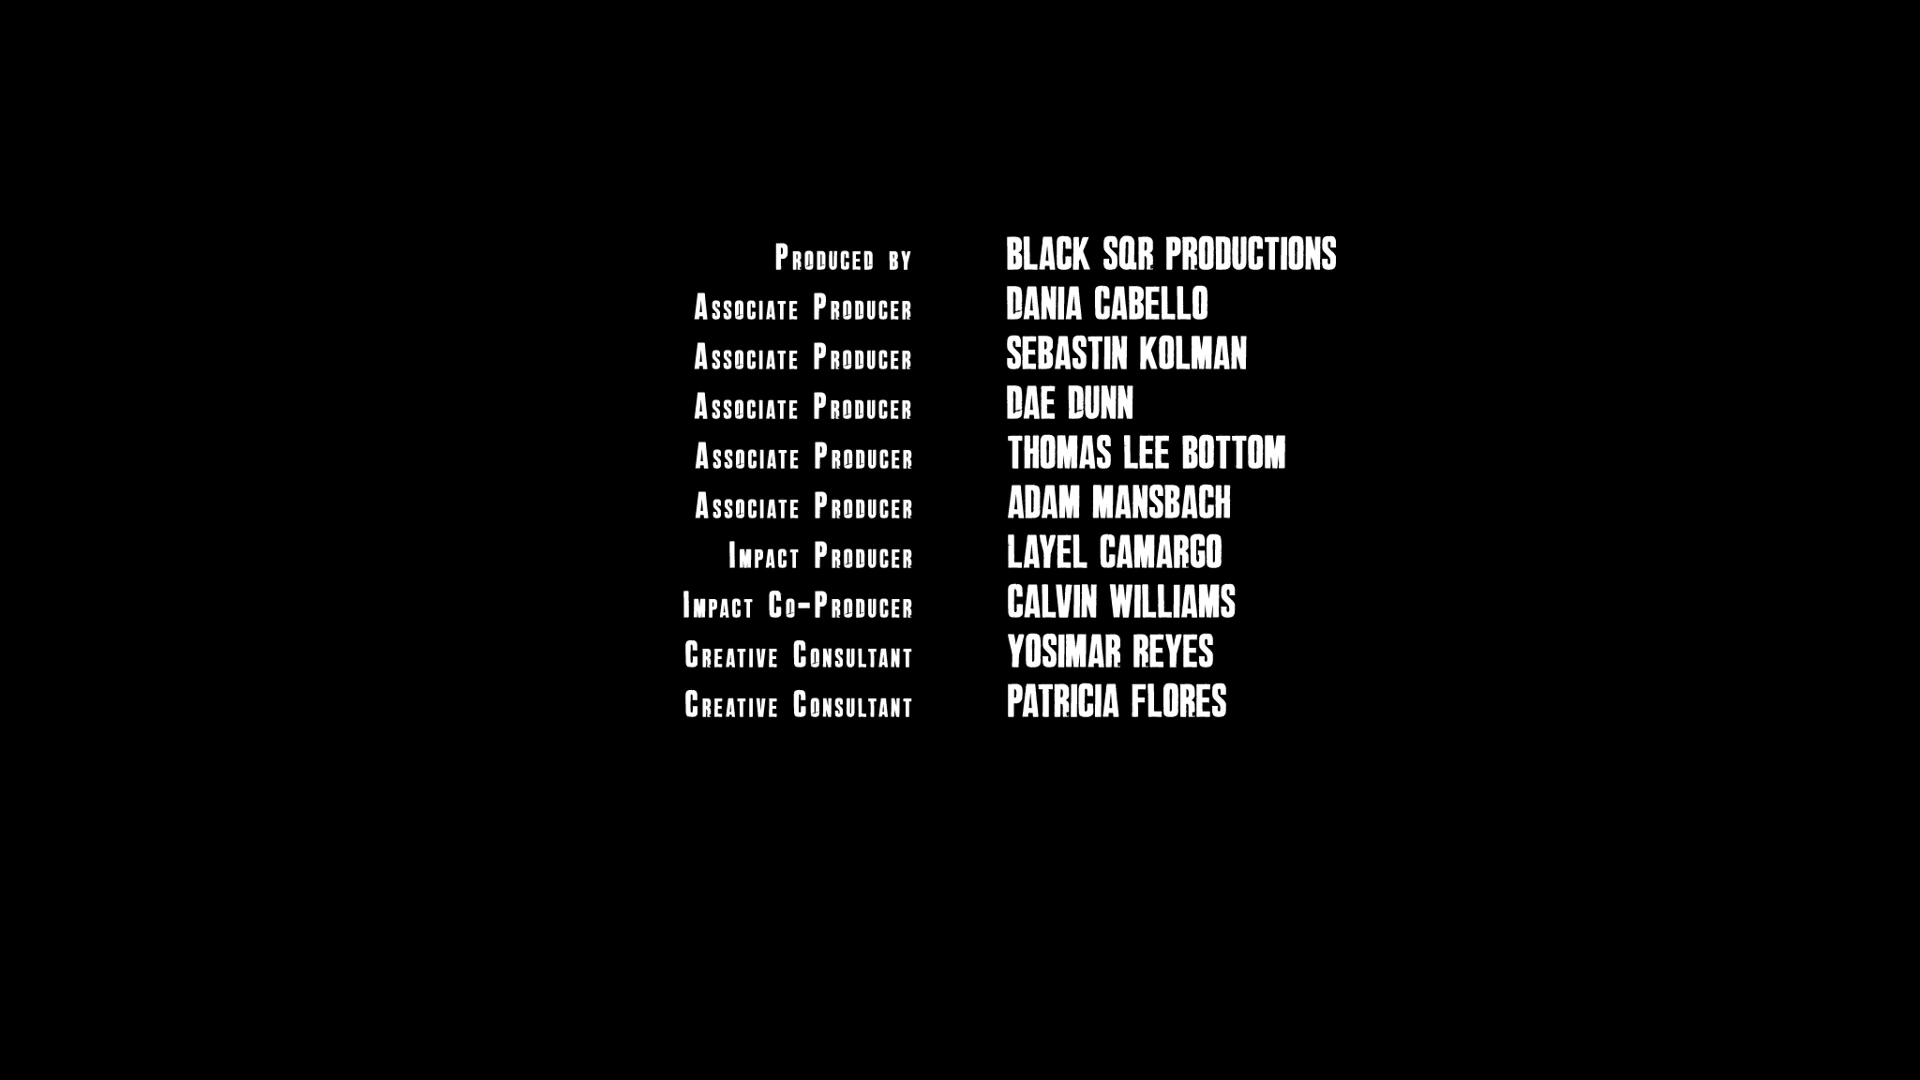 Produced by BLACK SQR PRODUCTIONS
Associate Producer DANIA CABELLO
Associate Producer SEBASTIN KOLMAN
Associate Producer DAE DUNN
Associate Producer THOMAS LEE BOTTOM
Associate Producer ADAM MANSBACH
Impact Producer LAYEL CAMARGO
Impact Co-Producer CALVIN WILLIAMS
Creative Consultant YOSIMAR REYES
Creative Consultant PATRICIA FLORES